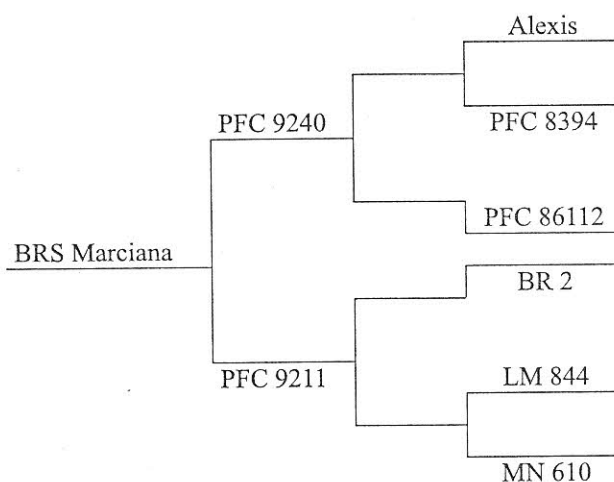 Alexis
PFC 9240
PFC 8394
PFC 86112
BRS Marciana
BR 2
PFC 9211
LM 844
MN 610